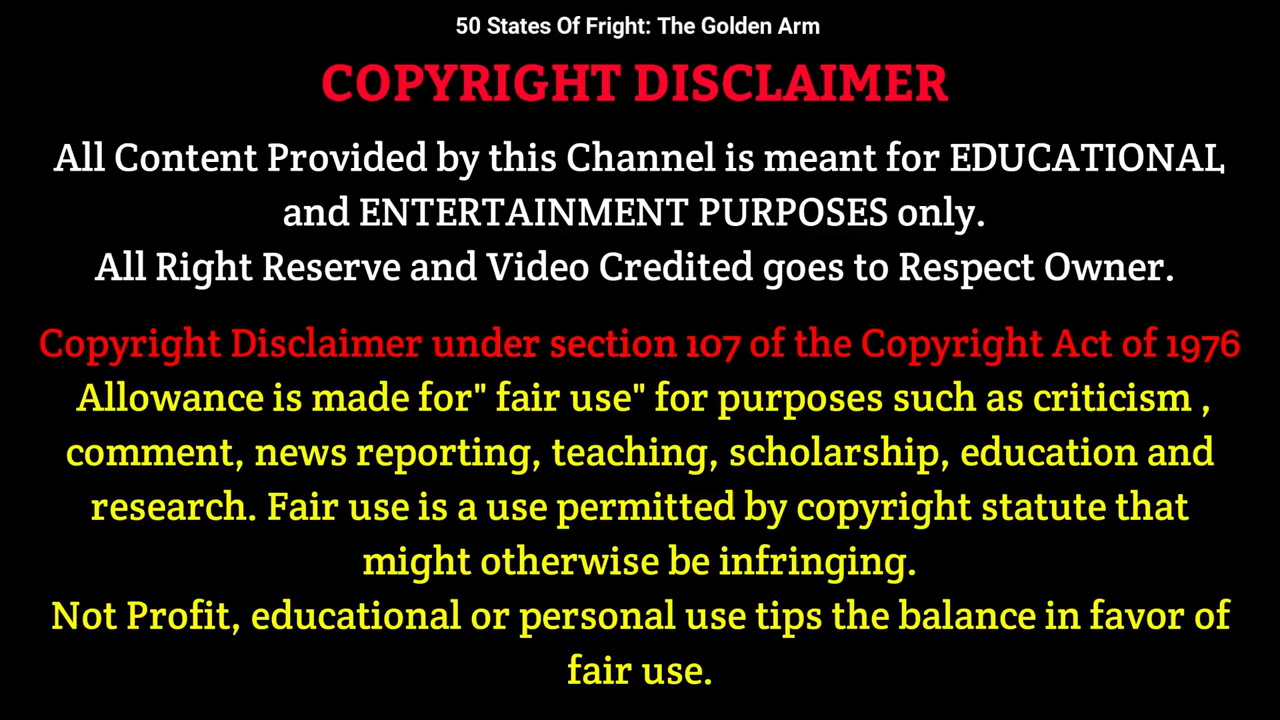 50 States Of Fright: The Golden Arm
COPYRIGHT DISCLAIMER
All Content Provided by this Channel is meant for EDUCATIONAL
and ENTERTAINMENT PURPOSES only.
All Right Reserve and Video Credited goes to Respect Owner.
Copyright Disclaimer under section 107 of the Copyright Act of 1976
Allowance is made for" fair use" for purposes such as criticism ,
comment, news reporting, teaching, scholarship, education and
research. Fair use is a use permitted by copyright statute that
might otherwise be infringing.
Not Profit, educational or personal use tips the balance in favor of
fair use.